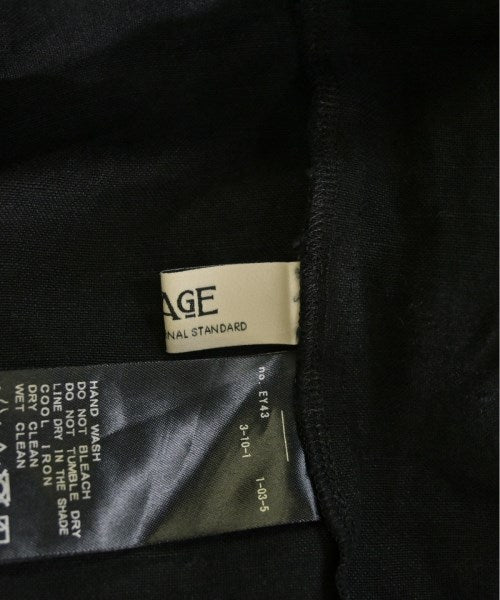 AGE
NAL STANDARD
HAND WASH
DO NOT BLEACH
DO NOT TUMBLE DRY
LINE DRY IN THE SHADE
COOL IRON
DRY CLEAN
WET CLEAN
no. EY43
3-10-1
1-03-5